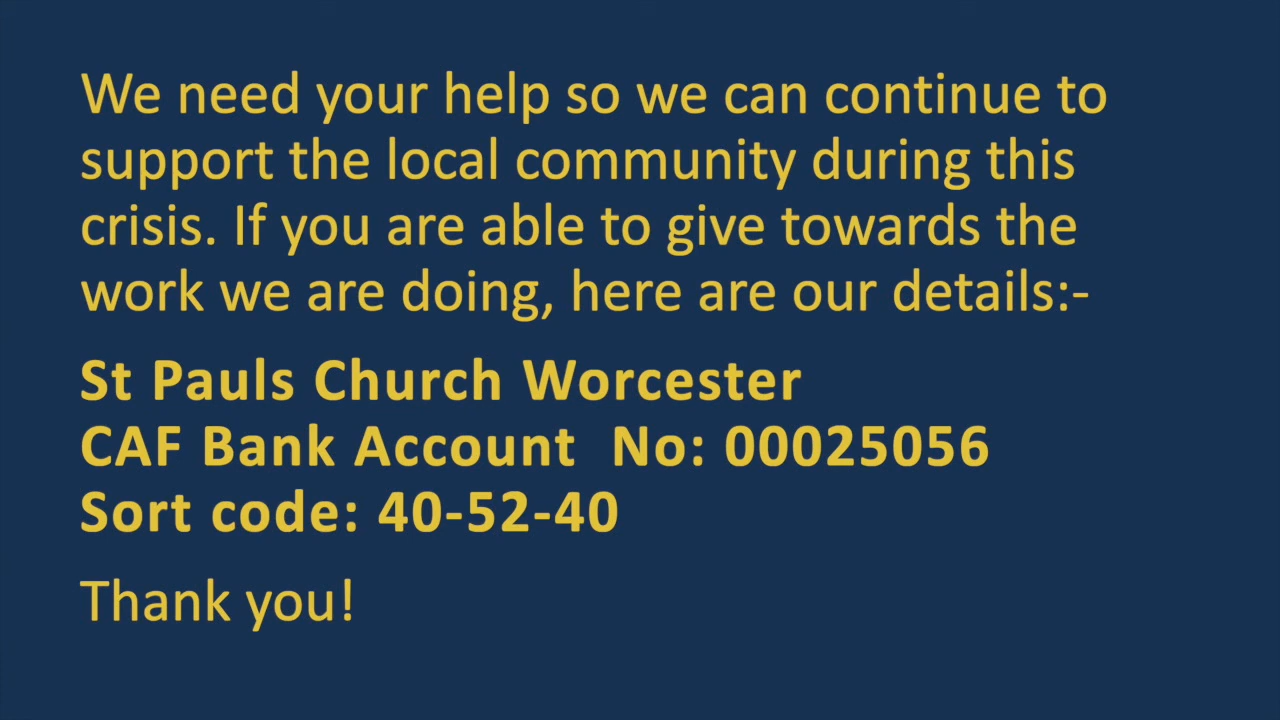 We need your help so we can continue to
support the local community during this
crisis. If you are able to give towards the
work we are doing, here are our details:-
St Pauls Church Worcester
CAF Bank Account  No: 00025056
Sort code: 40-52-40
Thank you!